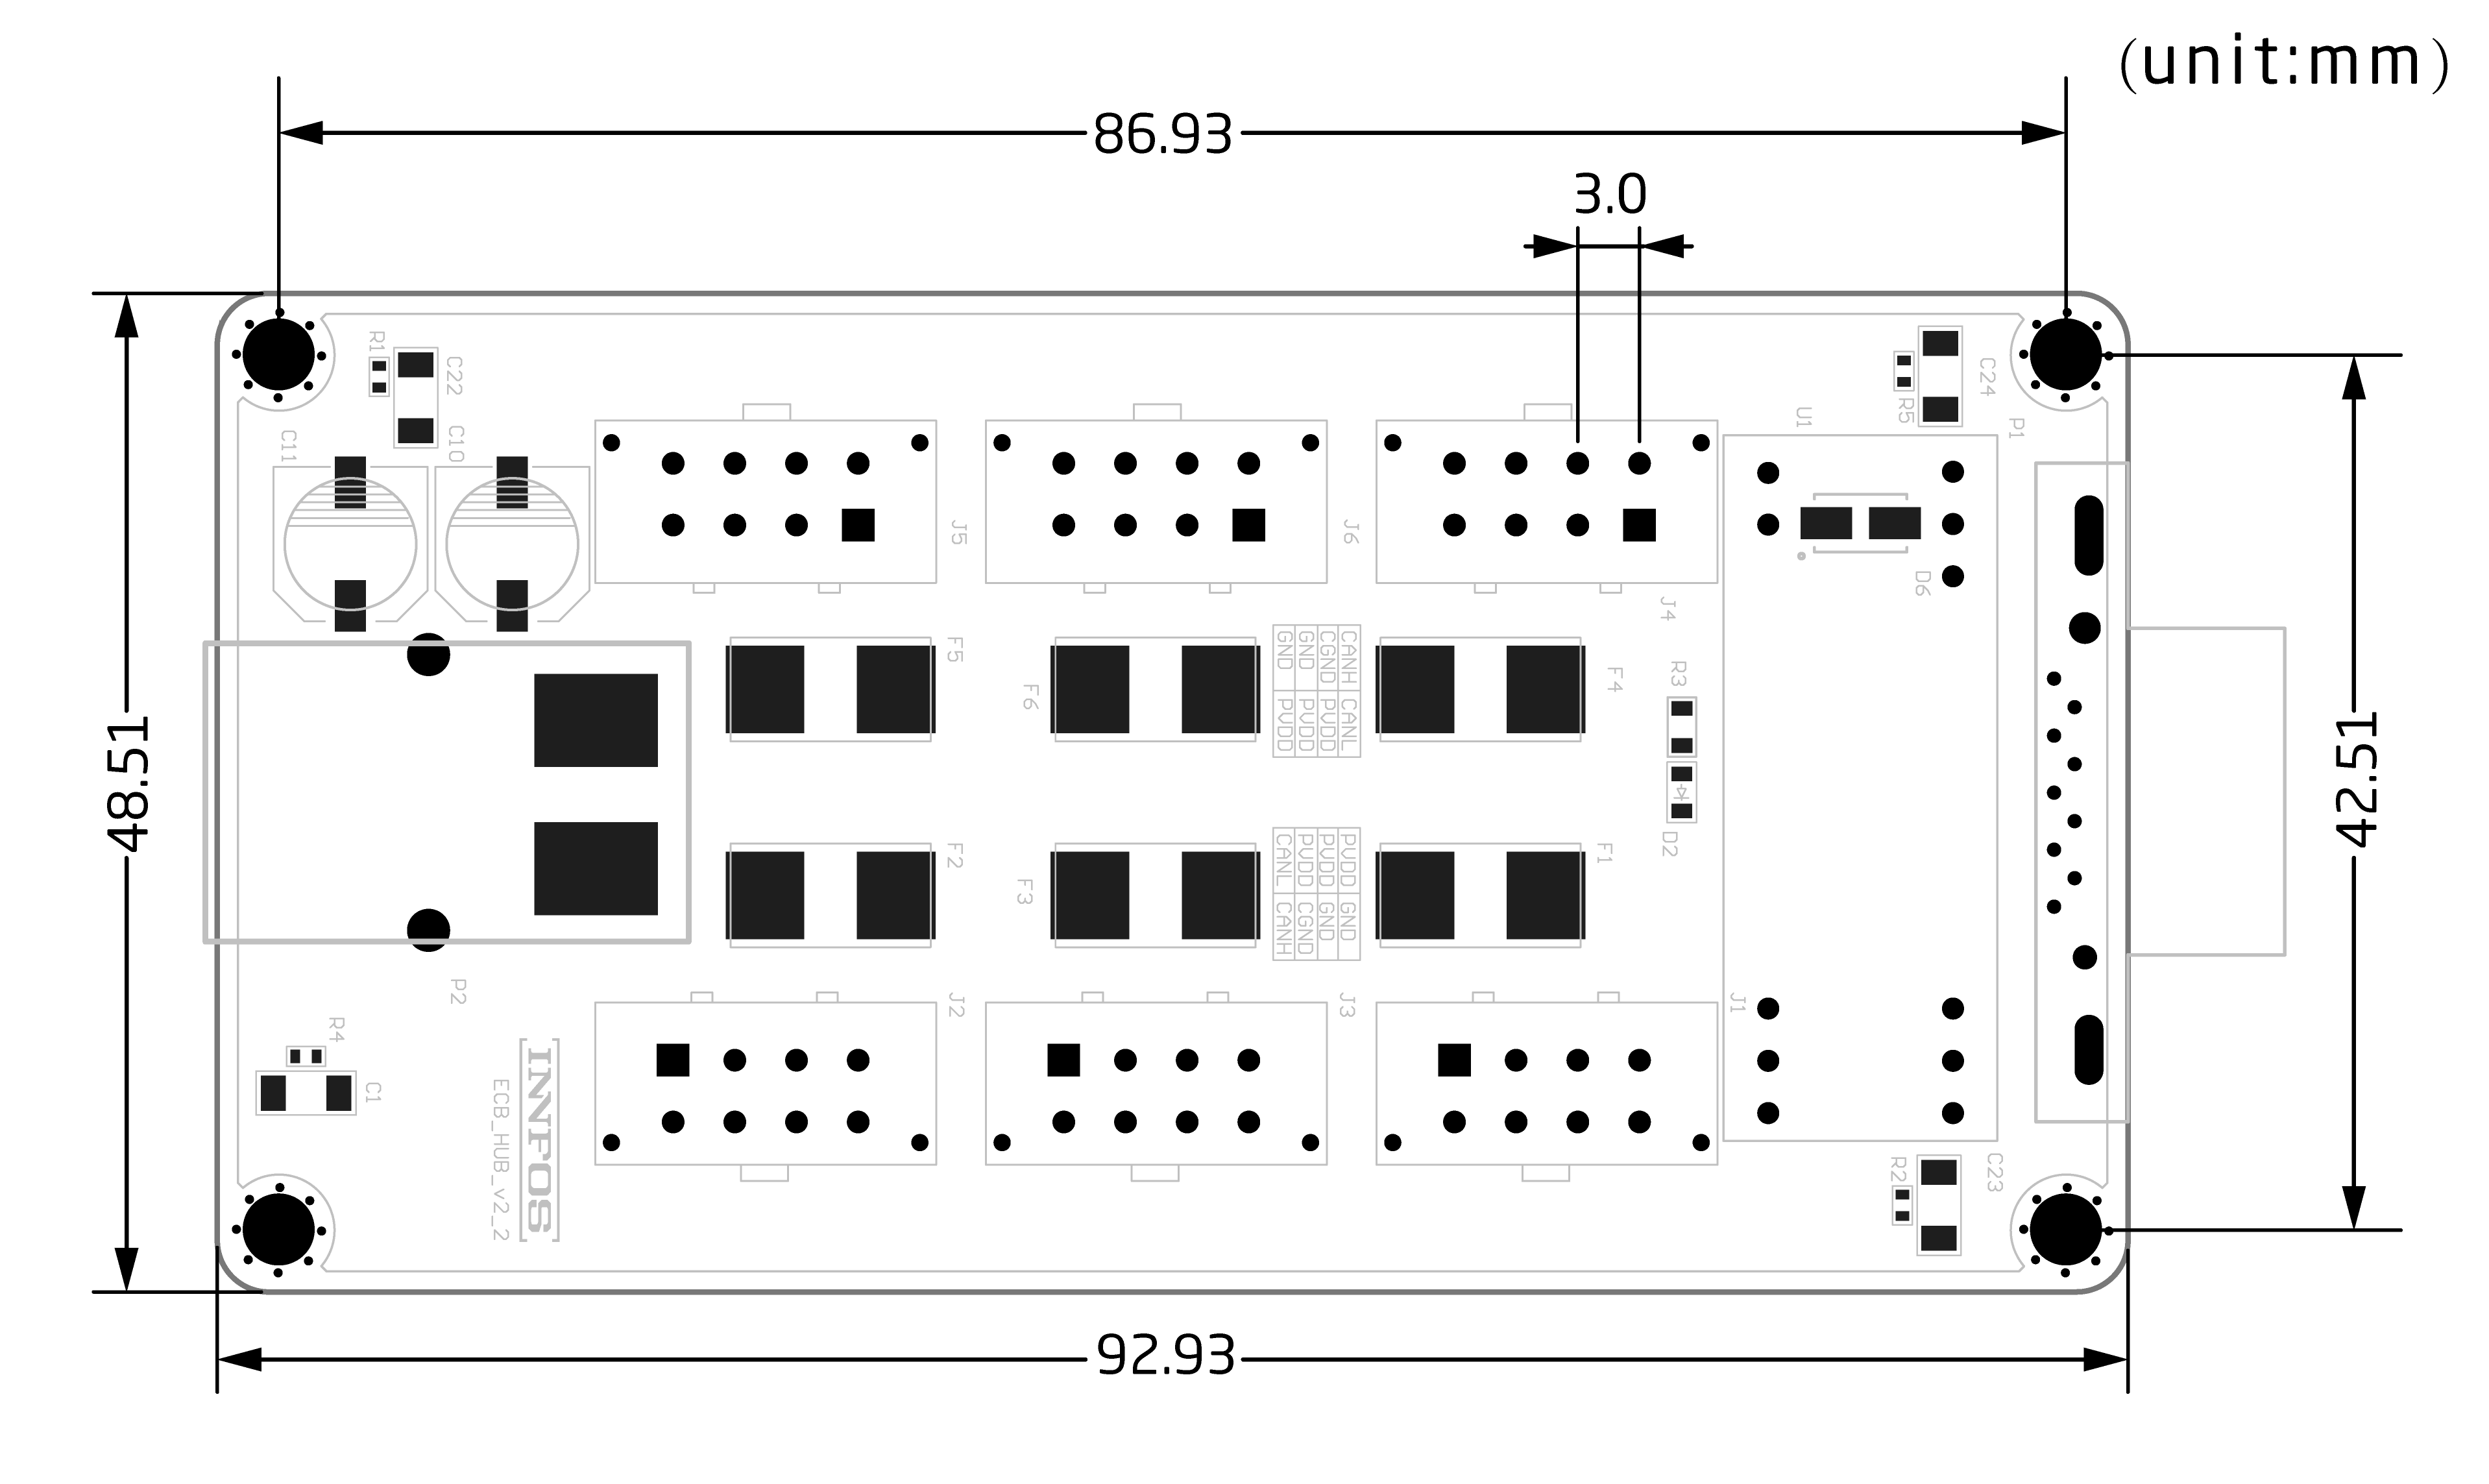 (unit:mm)
86.93
3.0
R1
C22
C24
R5
U1
P1
C11
C10
J5
J6
D6
J4
48.51
42.51
F5
F6
F4
R3
GND PVDD
GND PVDD
CGND PVDD
CANH CANL
D2
F2
F3
F1
CANL CANH
PVDD CGND
PVDD GND
PVDD GND
P2
J2
J3
J1
R4
C1
ECB_HUB_v2_2
INNFOS
R2
C23
92.93